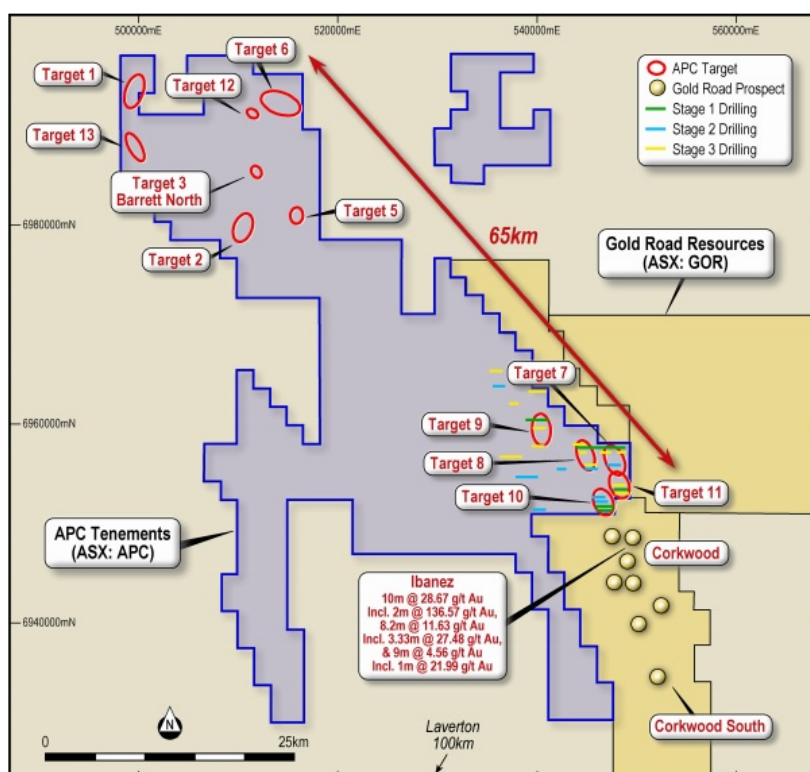 500000mE
520000mE
540000mE
560000mE
Target 6
Target 1
Target 12
Target 13
Target 3
Barrett North
Target 5
Target 2
APC Target
Gold Road Prospect
Stage 1 Drilling
Stage 2 Drilling
Stage 3 Drilling
6980000mN
65km
Gold Road Resources
(ASX: GOR)
Target 7
6960000mN
Target 9
Target 8
Target 10
Target 11
APC Tenements
(ASX: APC)
Corkwood
Ibanez
10m @ 28.67 g/t Au
Incl. 2m @ 136.57 g/t Au,
8.2m @ 11.63 g/t Au
Incl. 3.33m @ 27.48 g/t Au,
& 9m @ 4.56 g/t Au
Incl. 1m @ 21.99 g/t Au
6940000mN
Corkwood South
N
0
25km
Laverton
100km